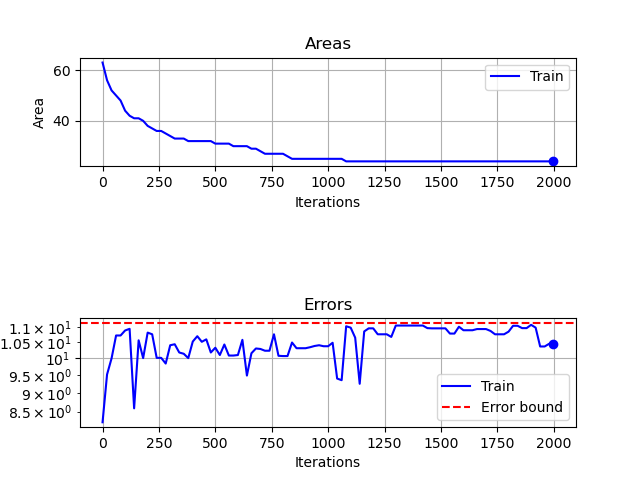 Areas
60
40
Area
Train
0 250 500 750 1000 1250 1500 1750 2000
Iterations
Errors
1.1 × 10¹
1.05 × 10¹
10¹
9.5 × 10⁰
9 × 10⁰
8.5 × 10⁰
Train
Error bound
0 250 500 750 1000 1250 1500 1750 2000
Iterations